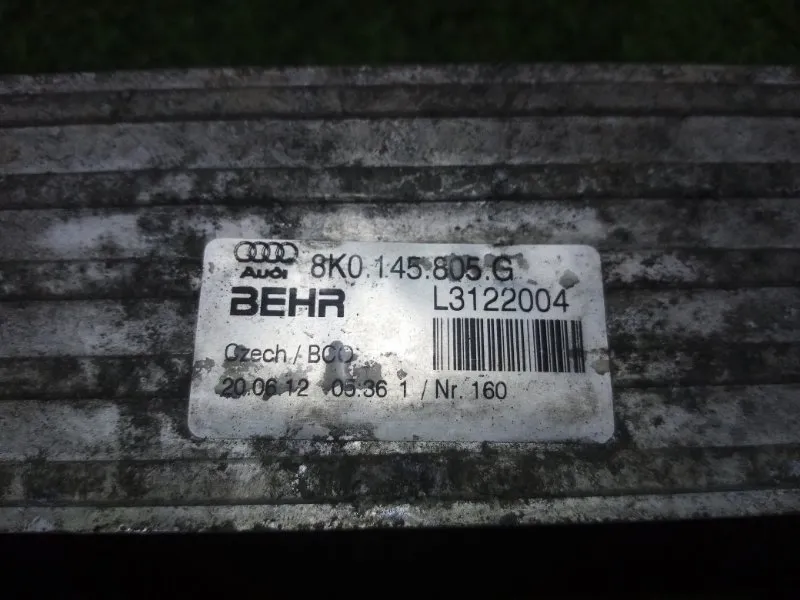 Audi 8K0.145.805.G
BEHR L3122004
Czech / BCO
20.06.12 05:36 1 / Nr. 160